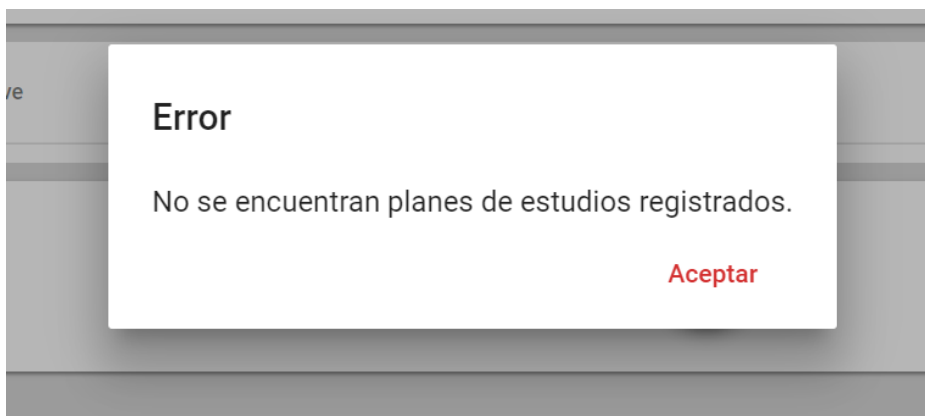 Error
No se encuentran planes de estudios registrados.
Aceptar